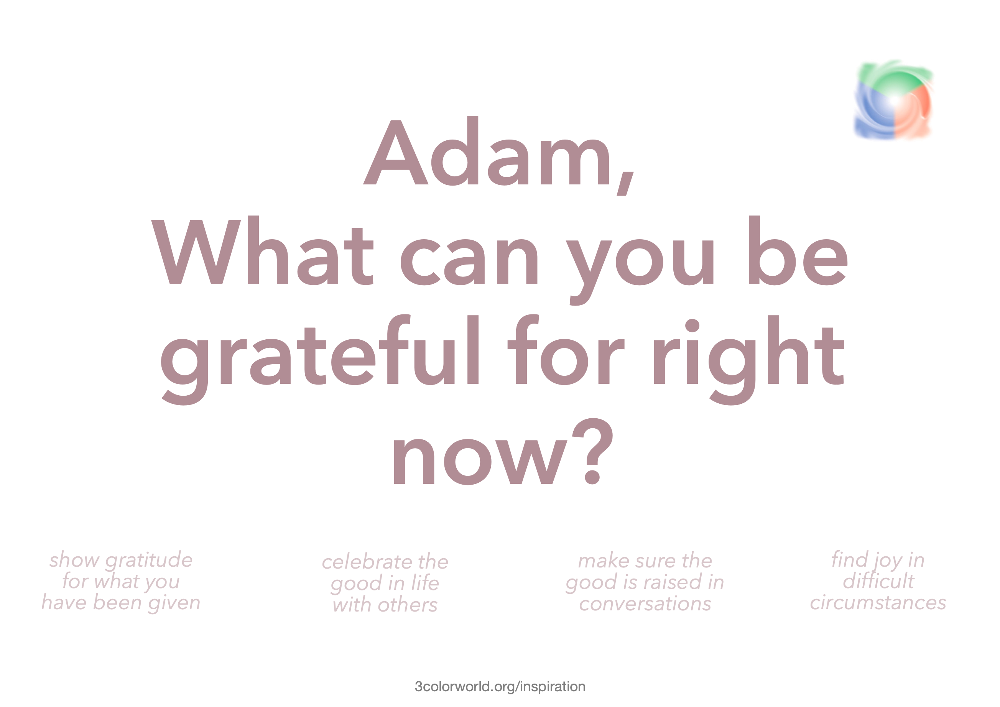 Adam,
What can you be
grateful for right
now?
show gratitude
for what you
have been given
celebrate the
good in life
with others
make sure the
good is raised in
conversations
find joy in
difficult
circumstances
3colorworld.org/inspiration